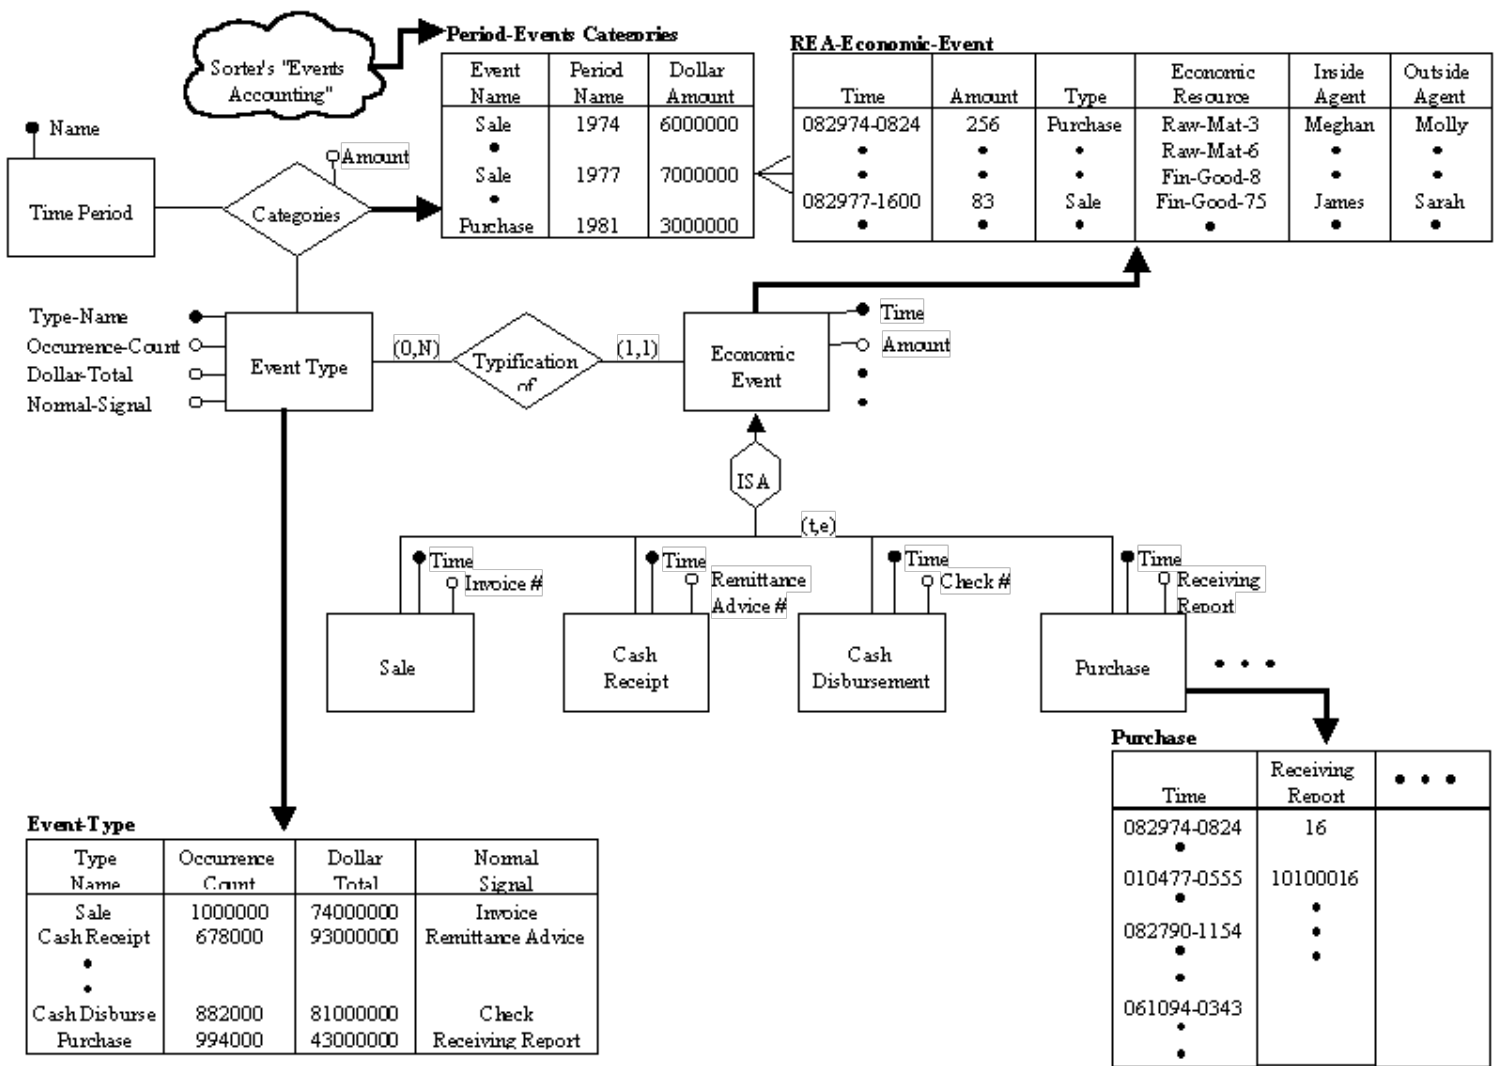 Sorter's "Events
Accounting"
Period-Events Categories
Event Name Period Name Dollar Amount
Sale 1974 6000000
Sale 1977 7000000
Purchase 1981 3000000
REA-Economic-Event
Time Amount Type Economic Resource Inside Agent Outside Agent
082974-0824 256 Purchase Raw-Mat-3 Meghan Molly
Raw-Mat-6
Fin-Good-8
082977-1600 83 Sale Fin-Good-75 James Sarah
Name
Time Period
Amount
Categories
Type-Name
Occurrence-Count
Dollar-Total
Normal-Signal
Event Type
(0,N)
Typification
of
(1,1)
Economic
Event
Time
Amount
ISA
(t,e)
Time
Invoice #
Sale
Time
Remittance
Advice #
Cash
Receipt
Time
Check #
Cash
Disbursement
Time
Receiving
Report
Purchase
Purchase
Time Receiving Report
082974-0824 16
010477-0555 10100016
082790-1154
061094-0343
Event-Type
Type Name Occurrence Count Dollar Total Normal Signal
Sale 1000000 74000000 Invoice
Cash Receipt 678000 93000000 Remittance Advice
Cash Disburse 882000 81000000 Check
Purchase 994000 43000000 Receiving Report